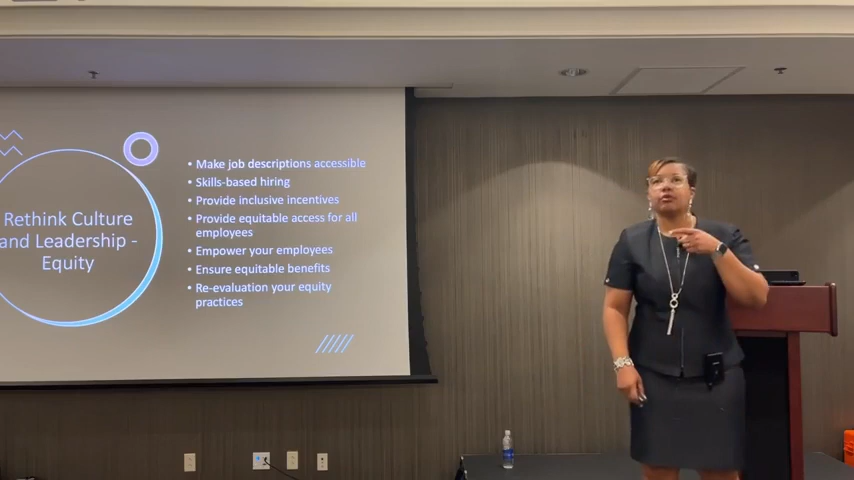 Rethink Culture
and Leadership -
Equity
• Make job descriptions accessible
• Skills-based hiring
• Provide inclusive incentives
• Provide equitable access for all
employees
• Empower your employees
• Ensure equitable benefits
• Re-evaluation your equity
practices